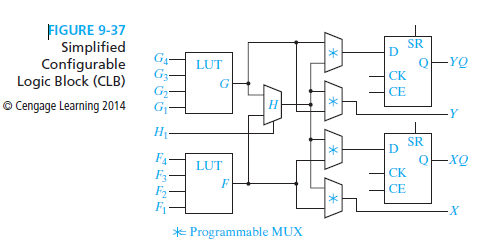 FIGURE 9-37
Simplified
Configurable
Logic Block (CLB)
© Cengage Learning 2014
G4
G3
G2
G1
LUT
G
H1
H
F4
F3
F2
F1
LUT
F
*
*
*
*
SR
D
Q
CK
CE
YQ
Y
SR
D
Q
CK
CE
XQ
X
* Programmable MUX